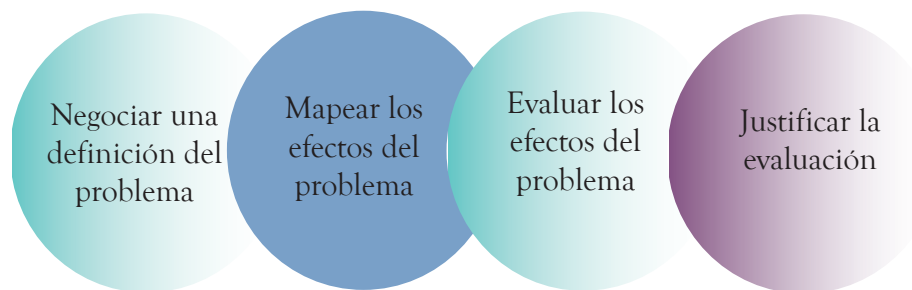 Negociar una
definición del
problema
Mapear los
efectos del
problema
Evaluar los
efectos del
problema
Justificar la
evaluación